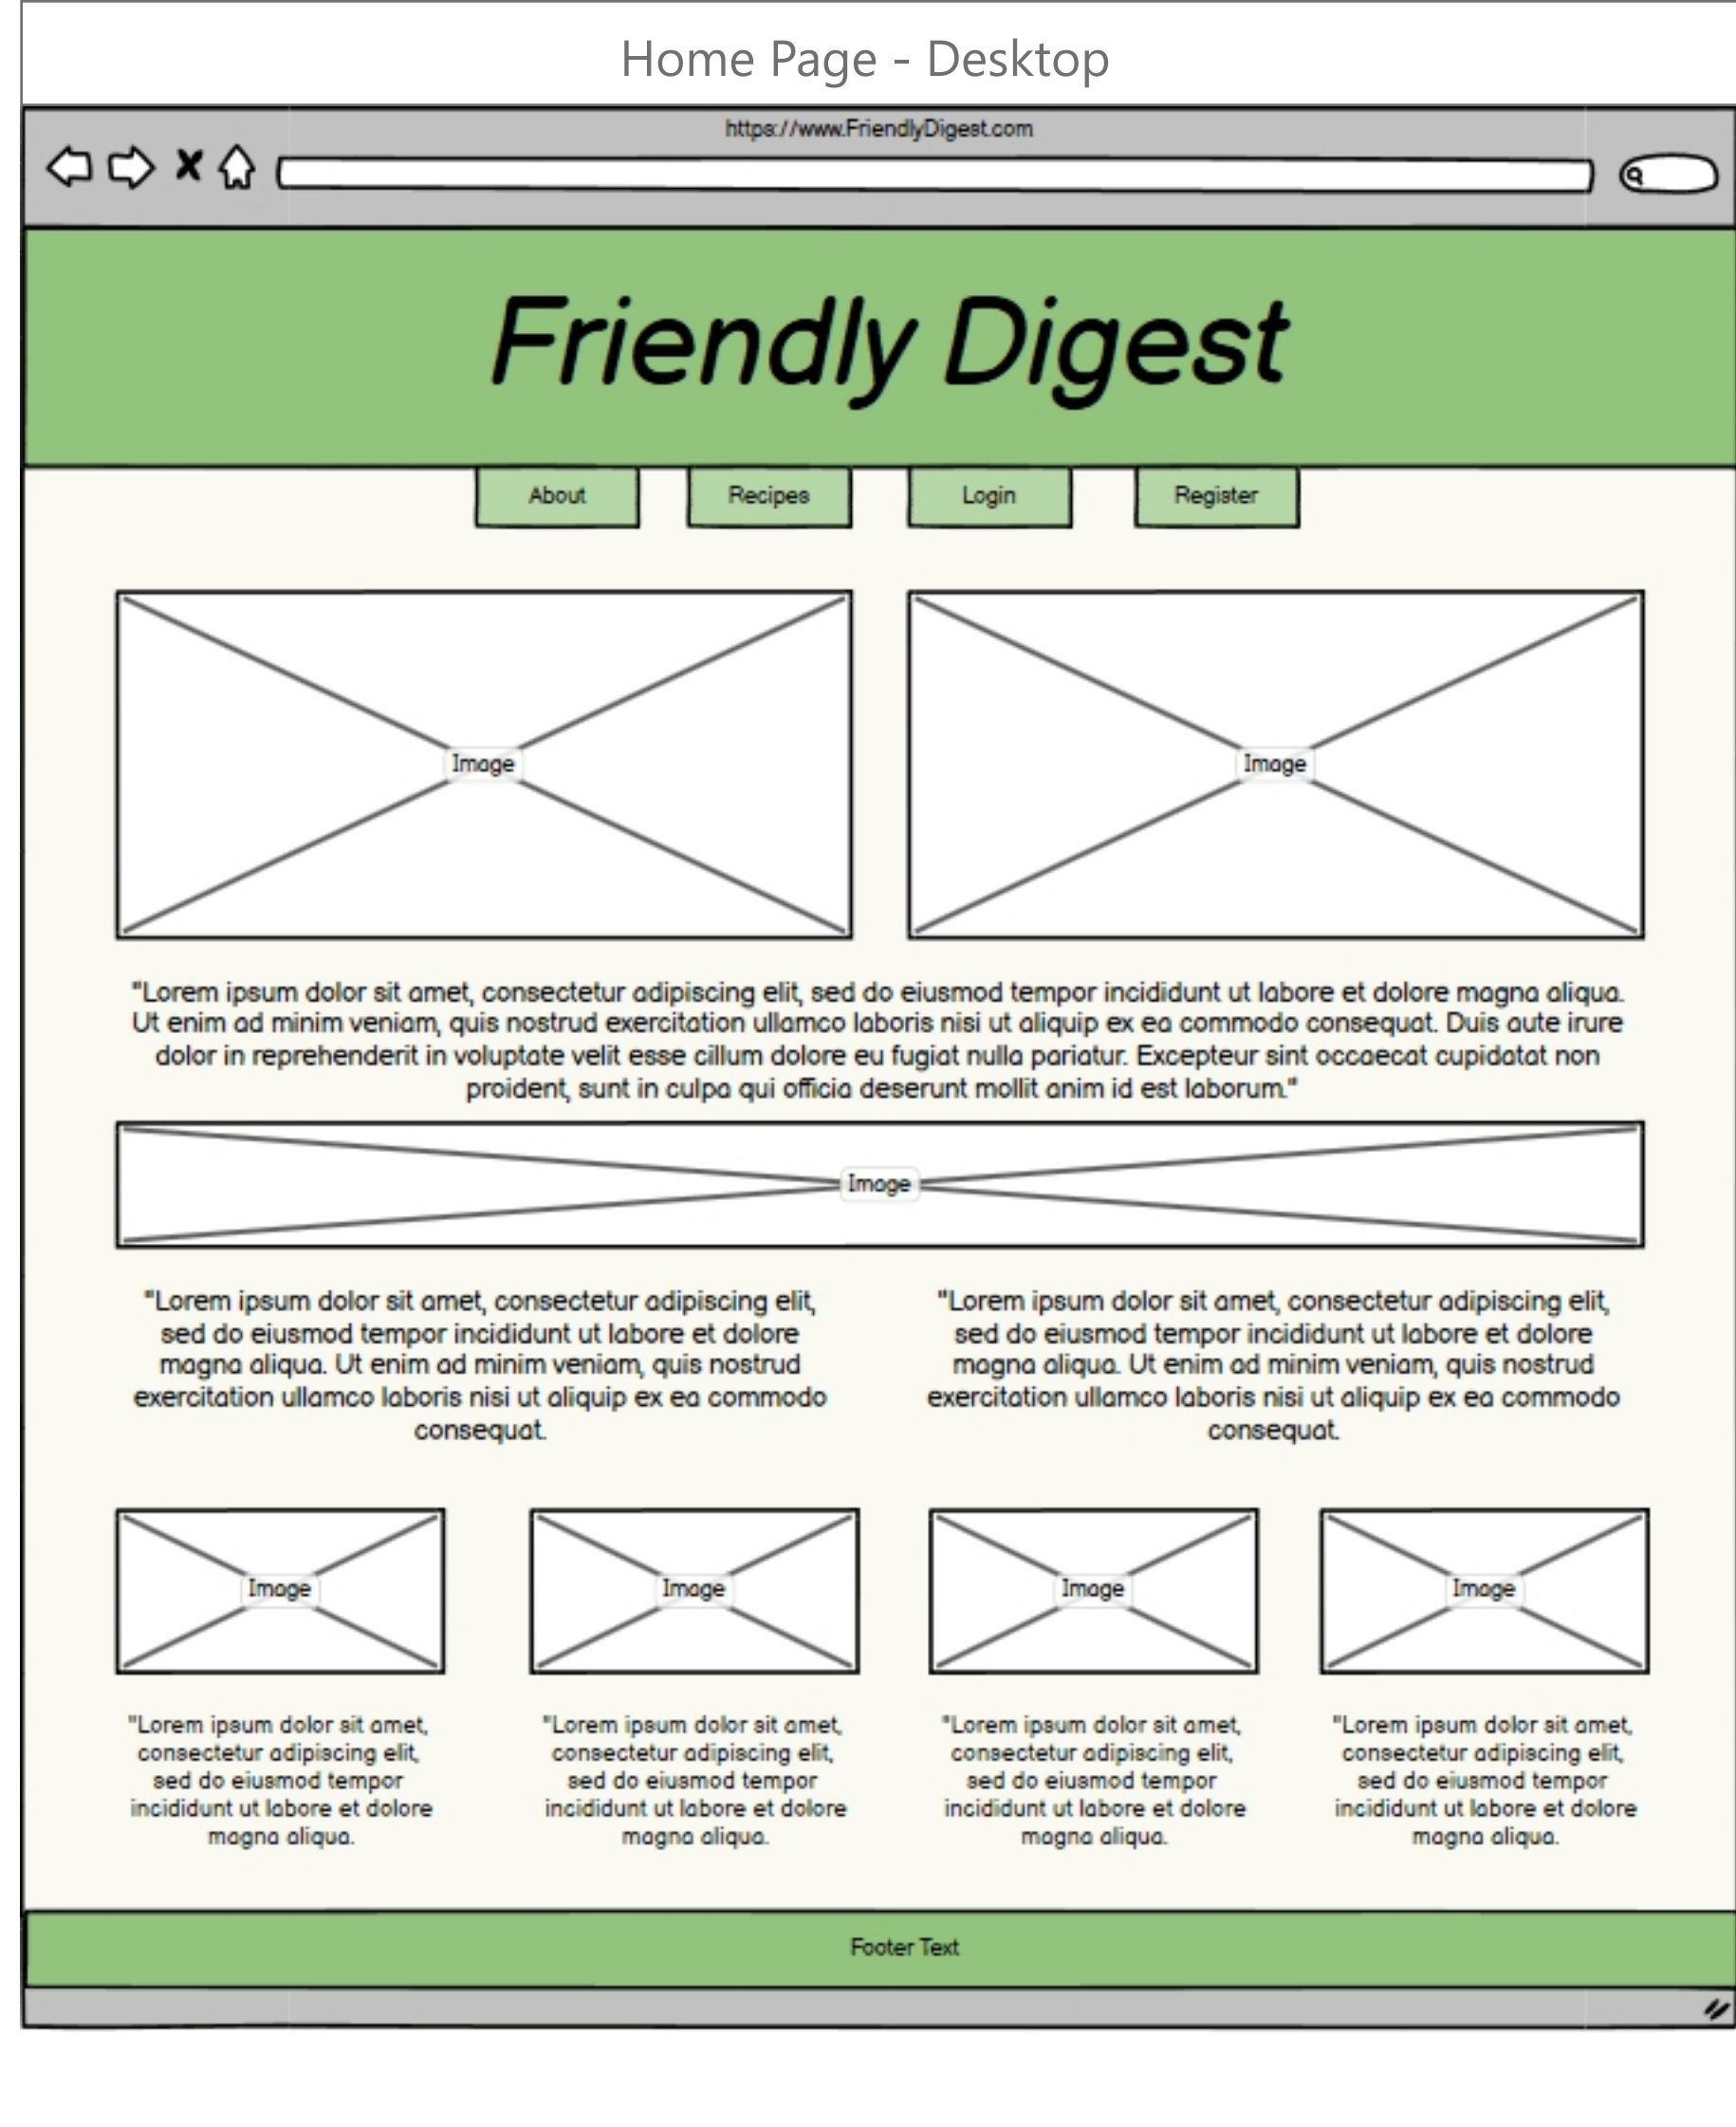 Home Page - Desktop
https://www.FriendlyDigest.com
Friendly Digest
About
Recipes
Login
Register
Image
Image
"Lorem ipsum dolor sit amet, consectetur adipiscing elit, sed do eiusmod tempor incididunt ut labore et dolore magna aliqua.
Ut enim ad minim veniam, quis nostrud exercitation ullamco laboris nisi ut aliquip ex ea commodo consequat. Duis aute irure
dolor in reprehenderit in voluptate velit esse cillum dolore eu fugiat nulla pariatur. Excepteur sint occaecat cupidatat non
proident, sunt in culpa qui officia deserunt mollit anim id est laborum."
Image
"Lorem ipsum dolor sit amet, consectetur adipiscing elit,
sed do eiusmod tempor incididunt ut labore et dolore
magna aliqua. Ut enim ad minim veniam, quis nostrud
exercitation ullamco laboris nisi ut aliquip ex ea commodo
consequat.
"Lorem ipsum dolor sit amet, consectetur adipiscing elit,
sed do eiusmod tempor incididunt ut labore et dolore
magna aliqua. Ut enim ad minim veniam, quis nostrud
exercitation ullamco laboris nisi ut aliquip ex ea commodo
consequat.
Image
Image
Image
Image
"Lorem ipsum dolor sit amet,
consectetur adipiscing elit,
sed do eiusmod tempor
incididunt ut labore et dolore
magna aliqua.
"Lorem ipsum dolor sit amet,
consectetur adipiscing elit,
sed do eiusmod tempor
incididunt ut labore et dolore
magna aliqua.
"Lorem ipsum dolor sit amet,
consectetur adipiscing elit,
sed do eiusmod tempor
incididunt ut labore et dolore
magna aliqua.
"Lorem ipsum dolor sit amet,
consectetur adipiscing elit,
sed do eiusmod tempor
incididunt ut labore et dolore
magna aliqua.
Footer Text